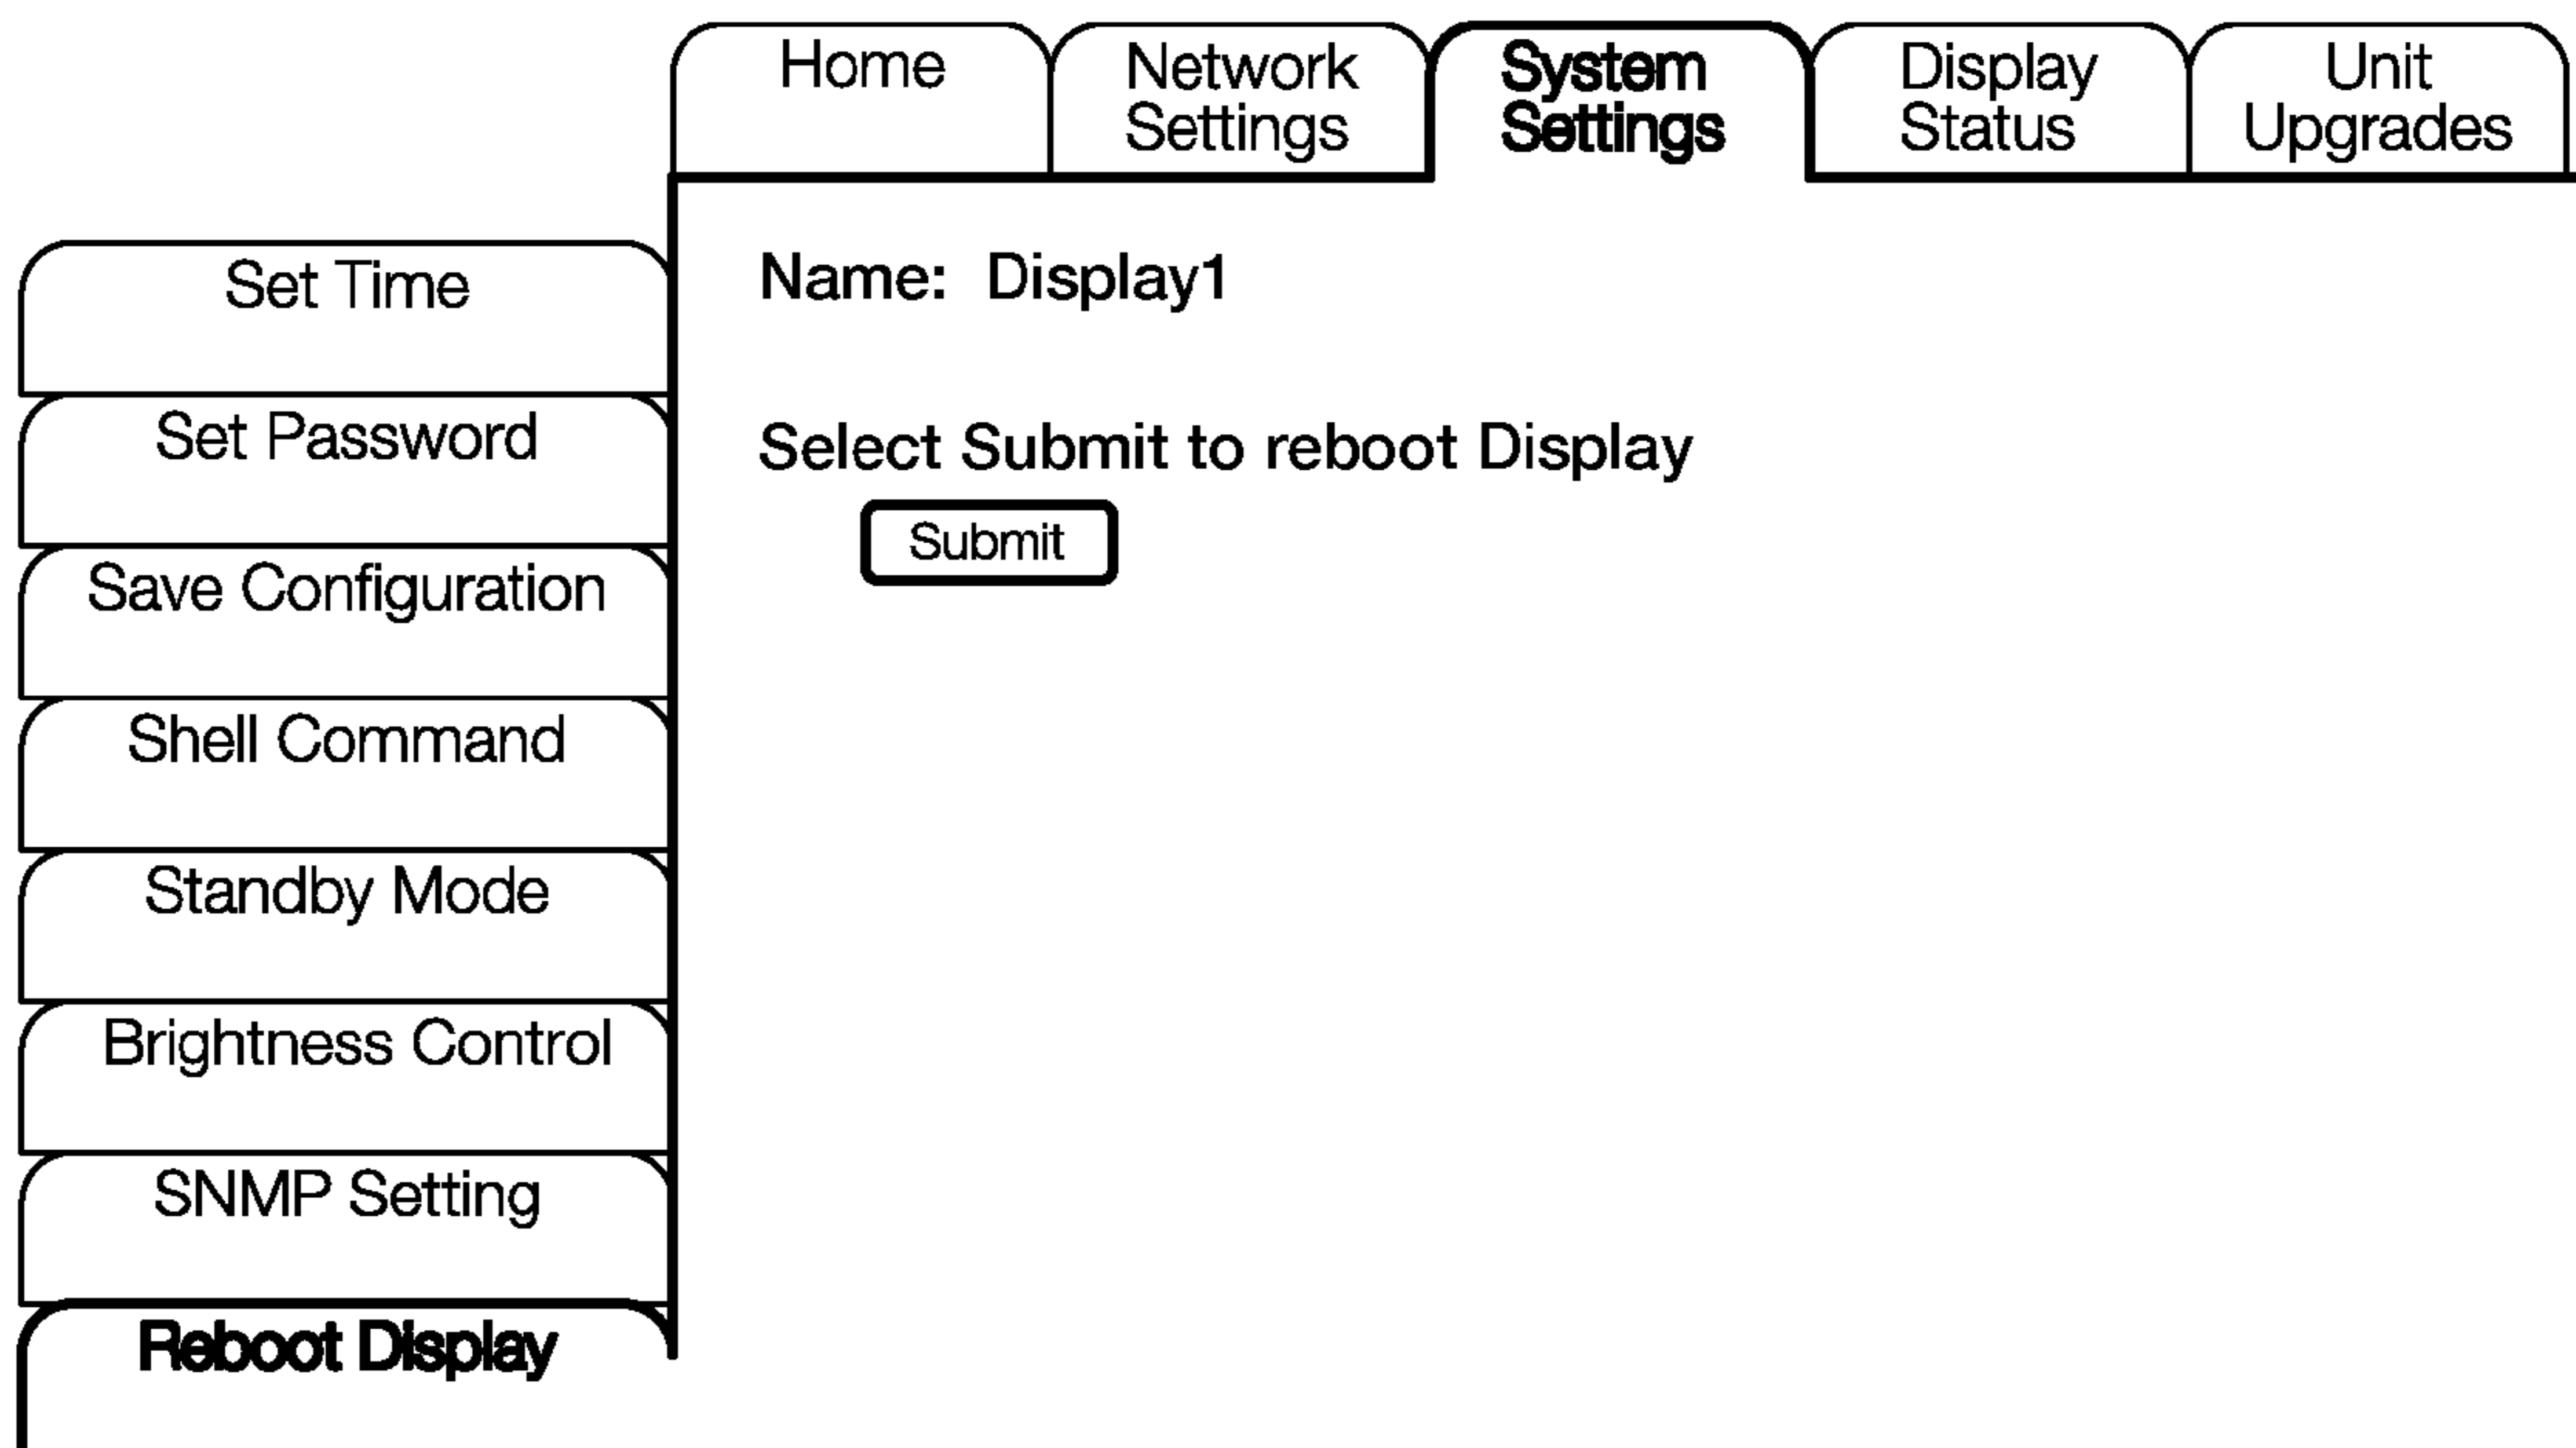 Home
Network
Settings
System
Settings
Display
Status
Unit
Upgrades
Set Time
Set Password
Save Configuration
Shell Command
Standby Mode
Brightness Control
SNMP Setting
Reboot Display
Name: Display1
Select Submit to reboot Display
Submit